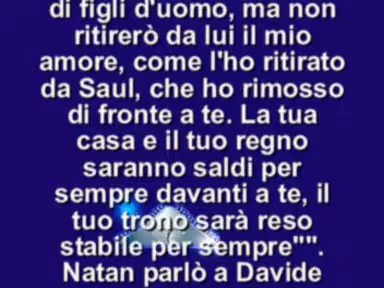 di figli d'uomo, ma non
ritirerò da lui il mio
amore, come l'ho ritirato
da Saul, che ho rimosso
di fronte a te. La tua
casa e il tuo regno
saranno saldi per
sempre davanti a te, il
tuo trono sarà reso
stabile per sempre"".
Natan parlò a Davide